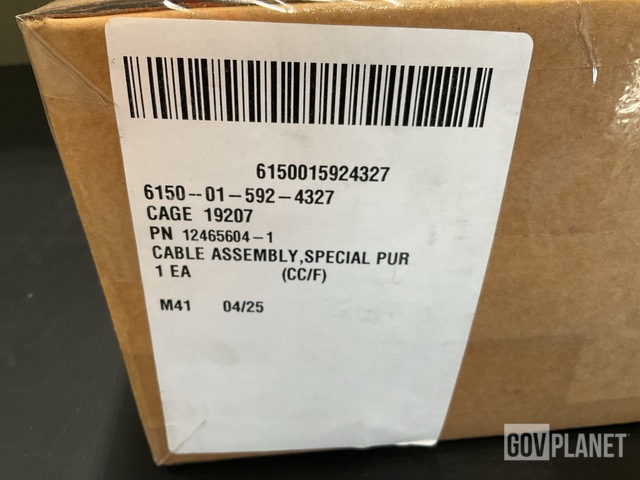 6150015924327
6150--01-592-4327
CAGE 19207
PN 12465604-1
CABLE ASSEMBLY,SPECIAL PUR
1 EA (CC/F)
M41 04/25
GOVPLANET